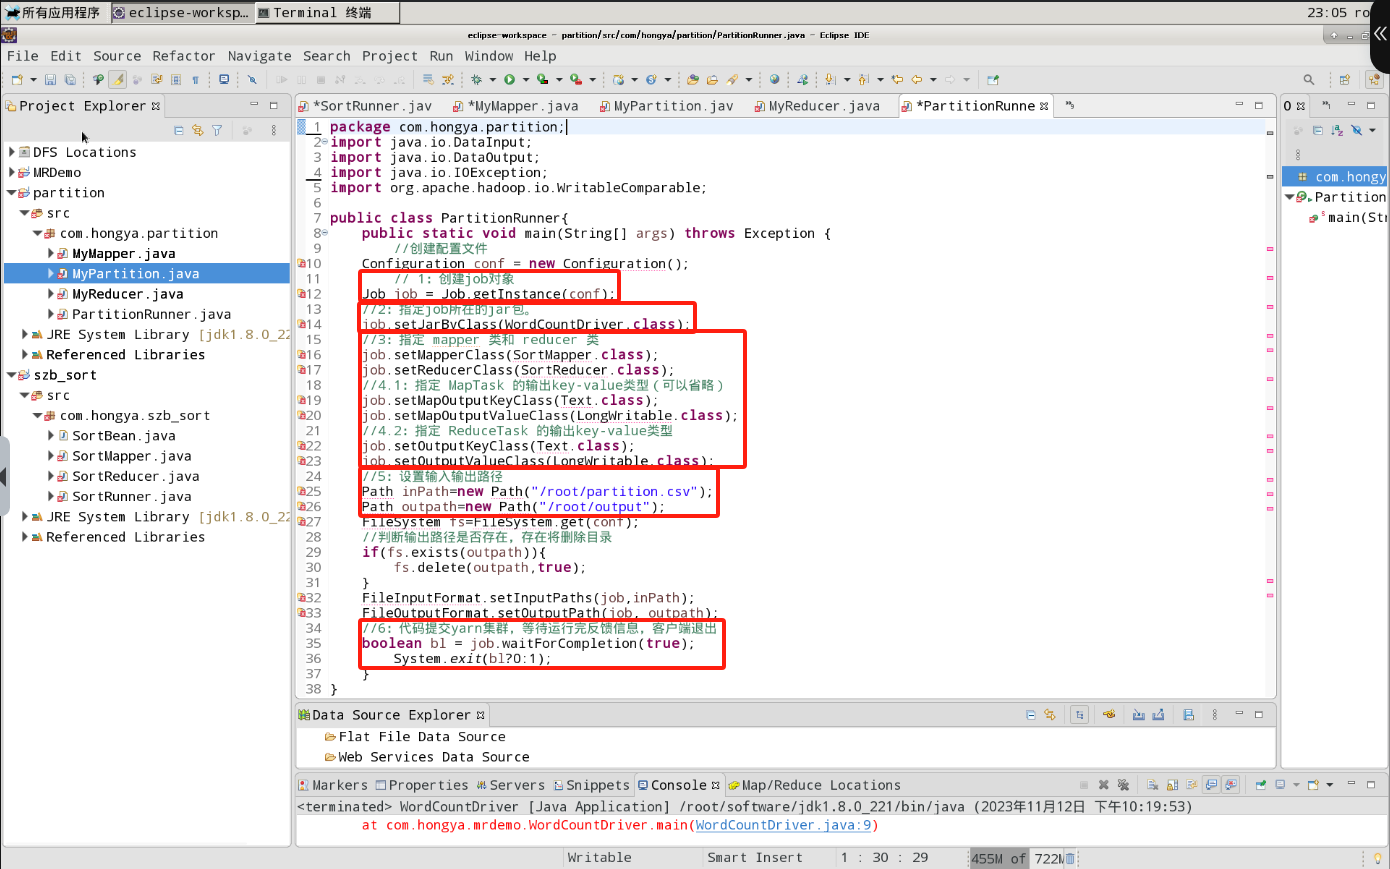 所有应用程序 eclipse-worksp... Terminal 终端 23:05 ro
eclipse-workspace - partition/src/com/hongya/partition/PartitionRunner.java - Eclipse IDE
File Edit Source Refactor Navigate Search Project Run Window Help
Project Explorer
*SortRunner.jav *MyMapper.java MyPartition.jav MyReducer.java *PartitionRunne
DFS Locations
MRDemo
partition
src
com.hongya.partition
MyMapper.java
MyPartition.java
MyReducer.java
PartitionRunner.java
JRE System Library [jdk1.8.0_22
Referenced Libraries
szb_sort
src
com.hongya.szb_sort
SortBean.java
SortMapper.java
SortReducer.java
SortRunner.java
JRE System Library [jdk1.8.0_22
Referenced Libraries
1 package com.hongya.partition;
2 import java.io.DataInput;
3 import java.io.DataOutput;
4 import java.io.IOException;
5 import org.apache.hadoop.io.WritableComparable;
6
7 public class PartitionRunner{
8 public static void main(String[] args) throws Exception {
9 //创建配置文件
10 Configuration conf = new Configuration();
11 // 1: 创建job对象
12 Job job = Job.getInstance(conf);
13 //2: 指定job所在的jar包。
14 job.setJarByClass(WordCountDriver.class);
15 //3: 指定 mapper 类和 reducer 类
16 job.setMapperClass(SortMapper.class);
17 job.setReducerClass(SortReducer.class);
18 //4.1: 指定 MapTask 的输出key-value类型（可以省略）
19 job.setMapOutputKeyClass(Text.class);
20 job.setMapOutputValueClass(LongWritable.class);
21 //4.2: 指定 ReduceTask 的输出key-value类型
22 job.setOutputKeyClass(Text.class);
23 job.setOutputValueClass(LongWritable.class);
24 //5: 设置输入输出路径
25 Path inPath=new Path("/root/partition.csv");
26 Path outpath=new Path("/root/output");
27 FileSystem fs=FileSystem.get(conf);
28 //判断输出路径是否存在，存在将删除目录
29 if(fs.exists(outpath)){
30 fs.delete(outpath,true);
31 }
32 FileInputFormat.setInputPaths(job,inPath);
33 FileOutputFormat.setOutputPath(job, outpath);
34 //6: 代码提交yarn集群，等待运行完反馈信息，客户端退出
35 boolean bl = job.waitForCompletion(true);
36 System.exit(bl?0:1);
37 }
38 }
O
com.hongy
Partition
main(Str
Data Source Explorer
Flat File Data Source
Web Services Data Source
Markers Properties Servers Snippets Console Map/Reduce Locations
<terminated> WordCountDriver [Java Application] /root/software/jdk1.8.0_221/bin/java (2023年11月12日 下午10:19:53)
at com.hongya.mrdemo.WordCountDriver.main(WordCountDriver.java:9)
Writable Smart Insert 1 : 30 : 29 455M of 722M